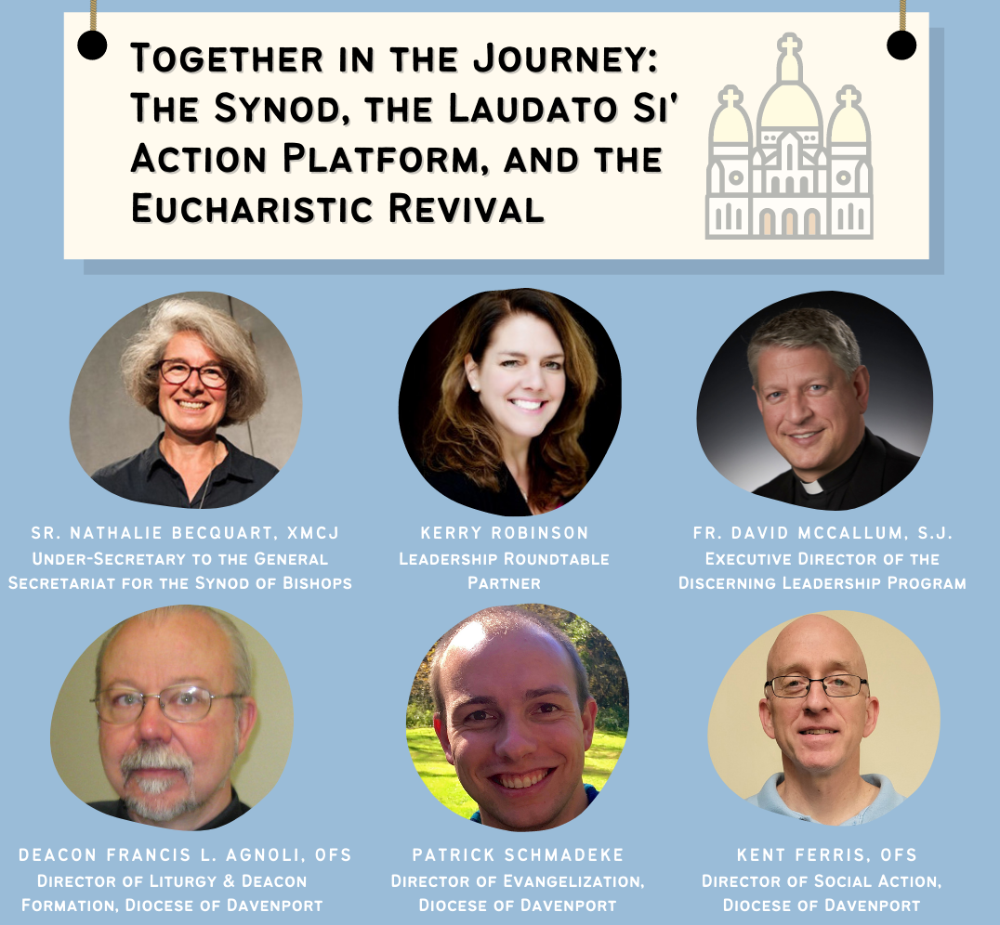 Together in the Journey:
The Synod, the Laudato Si'
Action Platform, and the
Eucharistic Revival
SR. NATHALIE BECQUART, XMCJ
Under-Secretary to the General
Secretariat for the Synod of Bishops
KERRY ROBINSON
Leadership Roundtable
Partner
FR. DAVID MCCALLUM, S.J.
Executive Director of the
Discerning Leadership Program
DEACON FRANCIS L. AGNOLI, OFS
Director of Liturgy & Deacon
Formation, Diocese of Davenport
PATRICK SCHMADEKE
Director of Evangelization,
Diocese of Davenport
KENT FERRIS, OFS
Director of Social Action,
Diocese of Davenport